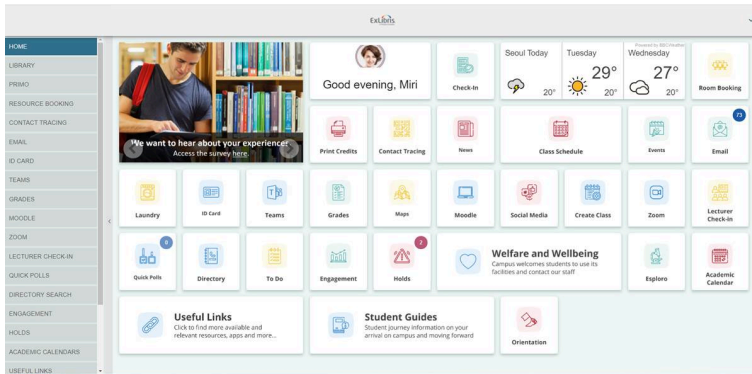 ExLibris
HOME
LIBRARY
PRIMO
RESOURCE BOOKING
CONTACT TRACING
EMAIL
ID CARD
TEAMS
GRADES
MOODLE
ZOOM
LECTURER CHECK-IN
QUICK POLLS
DIRECTORY SEARCH
ENGAGEMENT
HOLDS
ACADEMIC CALENDARS
USEFUL LINKS
We want to hear about your experience!
Access the survey here.
Good evening, Miri
Check-In
Powered by BBC Weather
Seoul Today
Tuesday
Wednesday
29°
27°
20°
20°
20°
Room Booking
Print Credits
Contact Tracing
News
Class Schedule
Events
73
Email
Laundry
ID Card
Teams
Grades
Maps
Moodle
Social Media
Create Class
Zoom
Lecturer
Check-in
0
Quick Polls
Directory
To Do
Engagement
2
Holds
Welfare and Wellbeing
Campus welcomes students to use its
facilities and contact our staff
Esploro
Academic
Calendar
Useful Links
Click to find more available and
relevant resources, apps and more...
Student Guides
Student journey information on your
arrival on campus and moving forward
Orientation